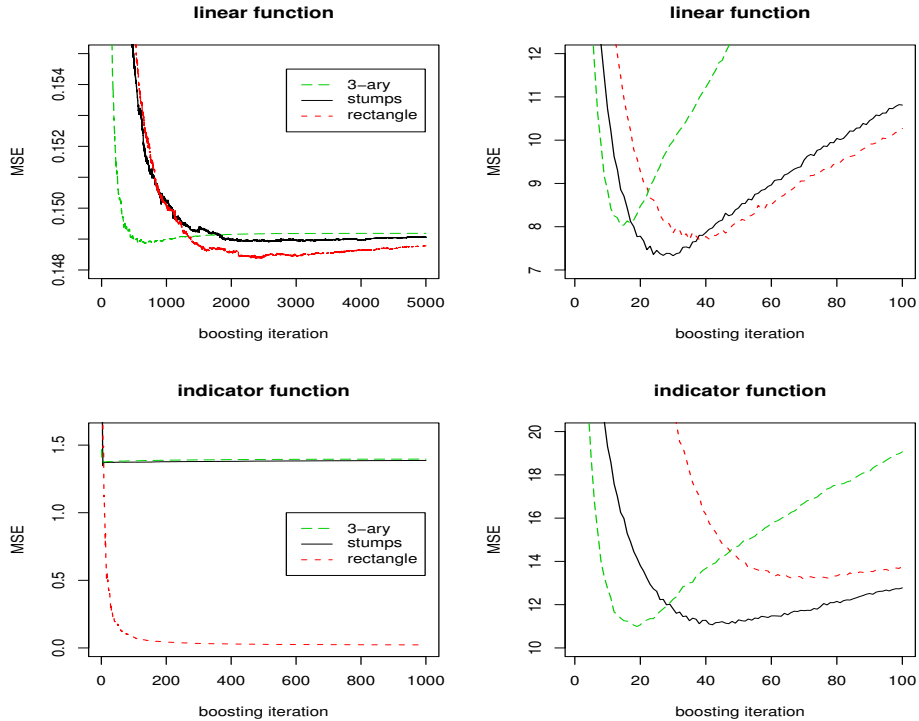 linear function
MSE
0.148
0.150
0.152
0.154
3−ary
stumps
rectangle
0 1000 2000 3000 4000 5000
boosting iteration
linear function
MSE
7
8
9
10
11
12
0 20 40 60 80 100
boosting iteration
indicator function
MSE
0.0
0.5
1.0
1.5
3−ary
stumps
rectangle
0 200 400 600 800 1000
boosting iteration
indicator function
MSE
10
12
14
16
18
20
0 20 40 60 80 100
boosting iteration